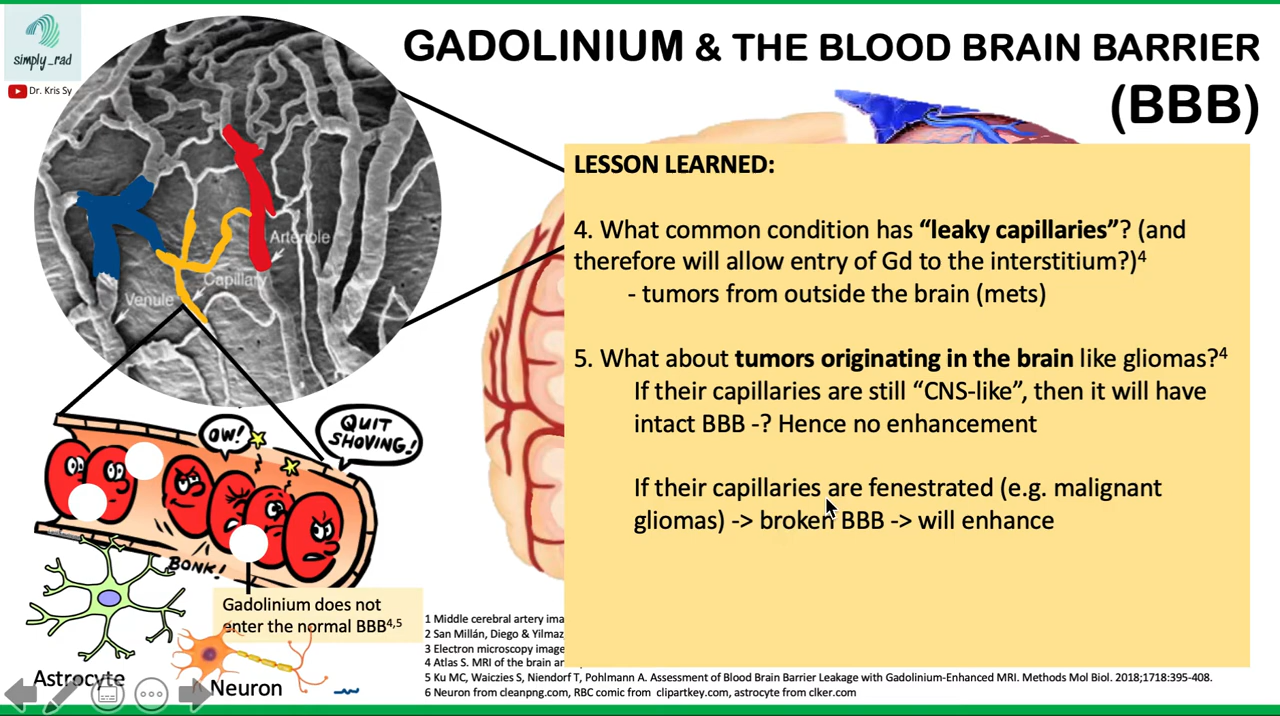 simply_rad
Dr. Kris Sy
GADOLINIUM & THE BLOOD BRAIN BARRIER
(BBB)
Arteriole
Capillary
Venule
LESSON LEARNED:
4. What common condition has “leaky capillaries”? (and
therefore will allow entry of Gd to the interstitium?)4
- tumors from outside the brain (mets)
5. What about tumors originating in the brain like gliomas?4
If their capillaries are still “CNS-like”, then it will have
intact BBB -? Hence no enhancement
If their capillaries are fenestrated (e.g. malignant
gliomas) -> broken BBB -> will enhance
OW!
QUIT
SHOVING!
BONK!
Gadolinium does not
enter the normal BBB4,5
Astrocyte
Neuron
1 Middle cerebral artery
2 San Millán, Diego &
3 Electron microscopy image
4 Atlas S. MRI of the brain
5 Ku MC, Waiczies S, Niendorf T, Pohlmann A. Assessment of Blood Brain Barrier Leakage with Gadolinium-Enhanced MRI. Methods Mol Biol. 2018;1718:395-408.
6 Neuron from cleanpng.com, RBC comic from clipartkey.com, astrocyte from clker.com